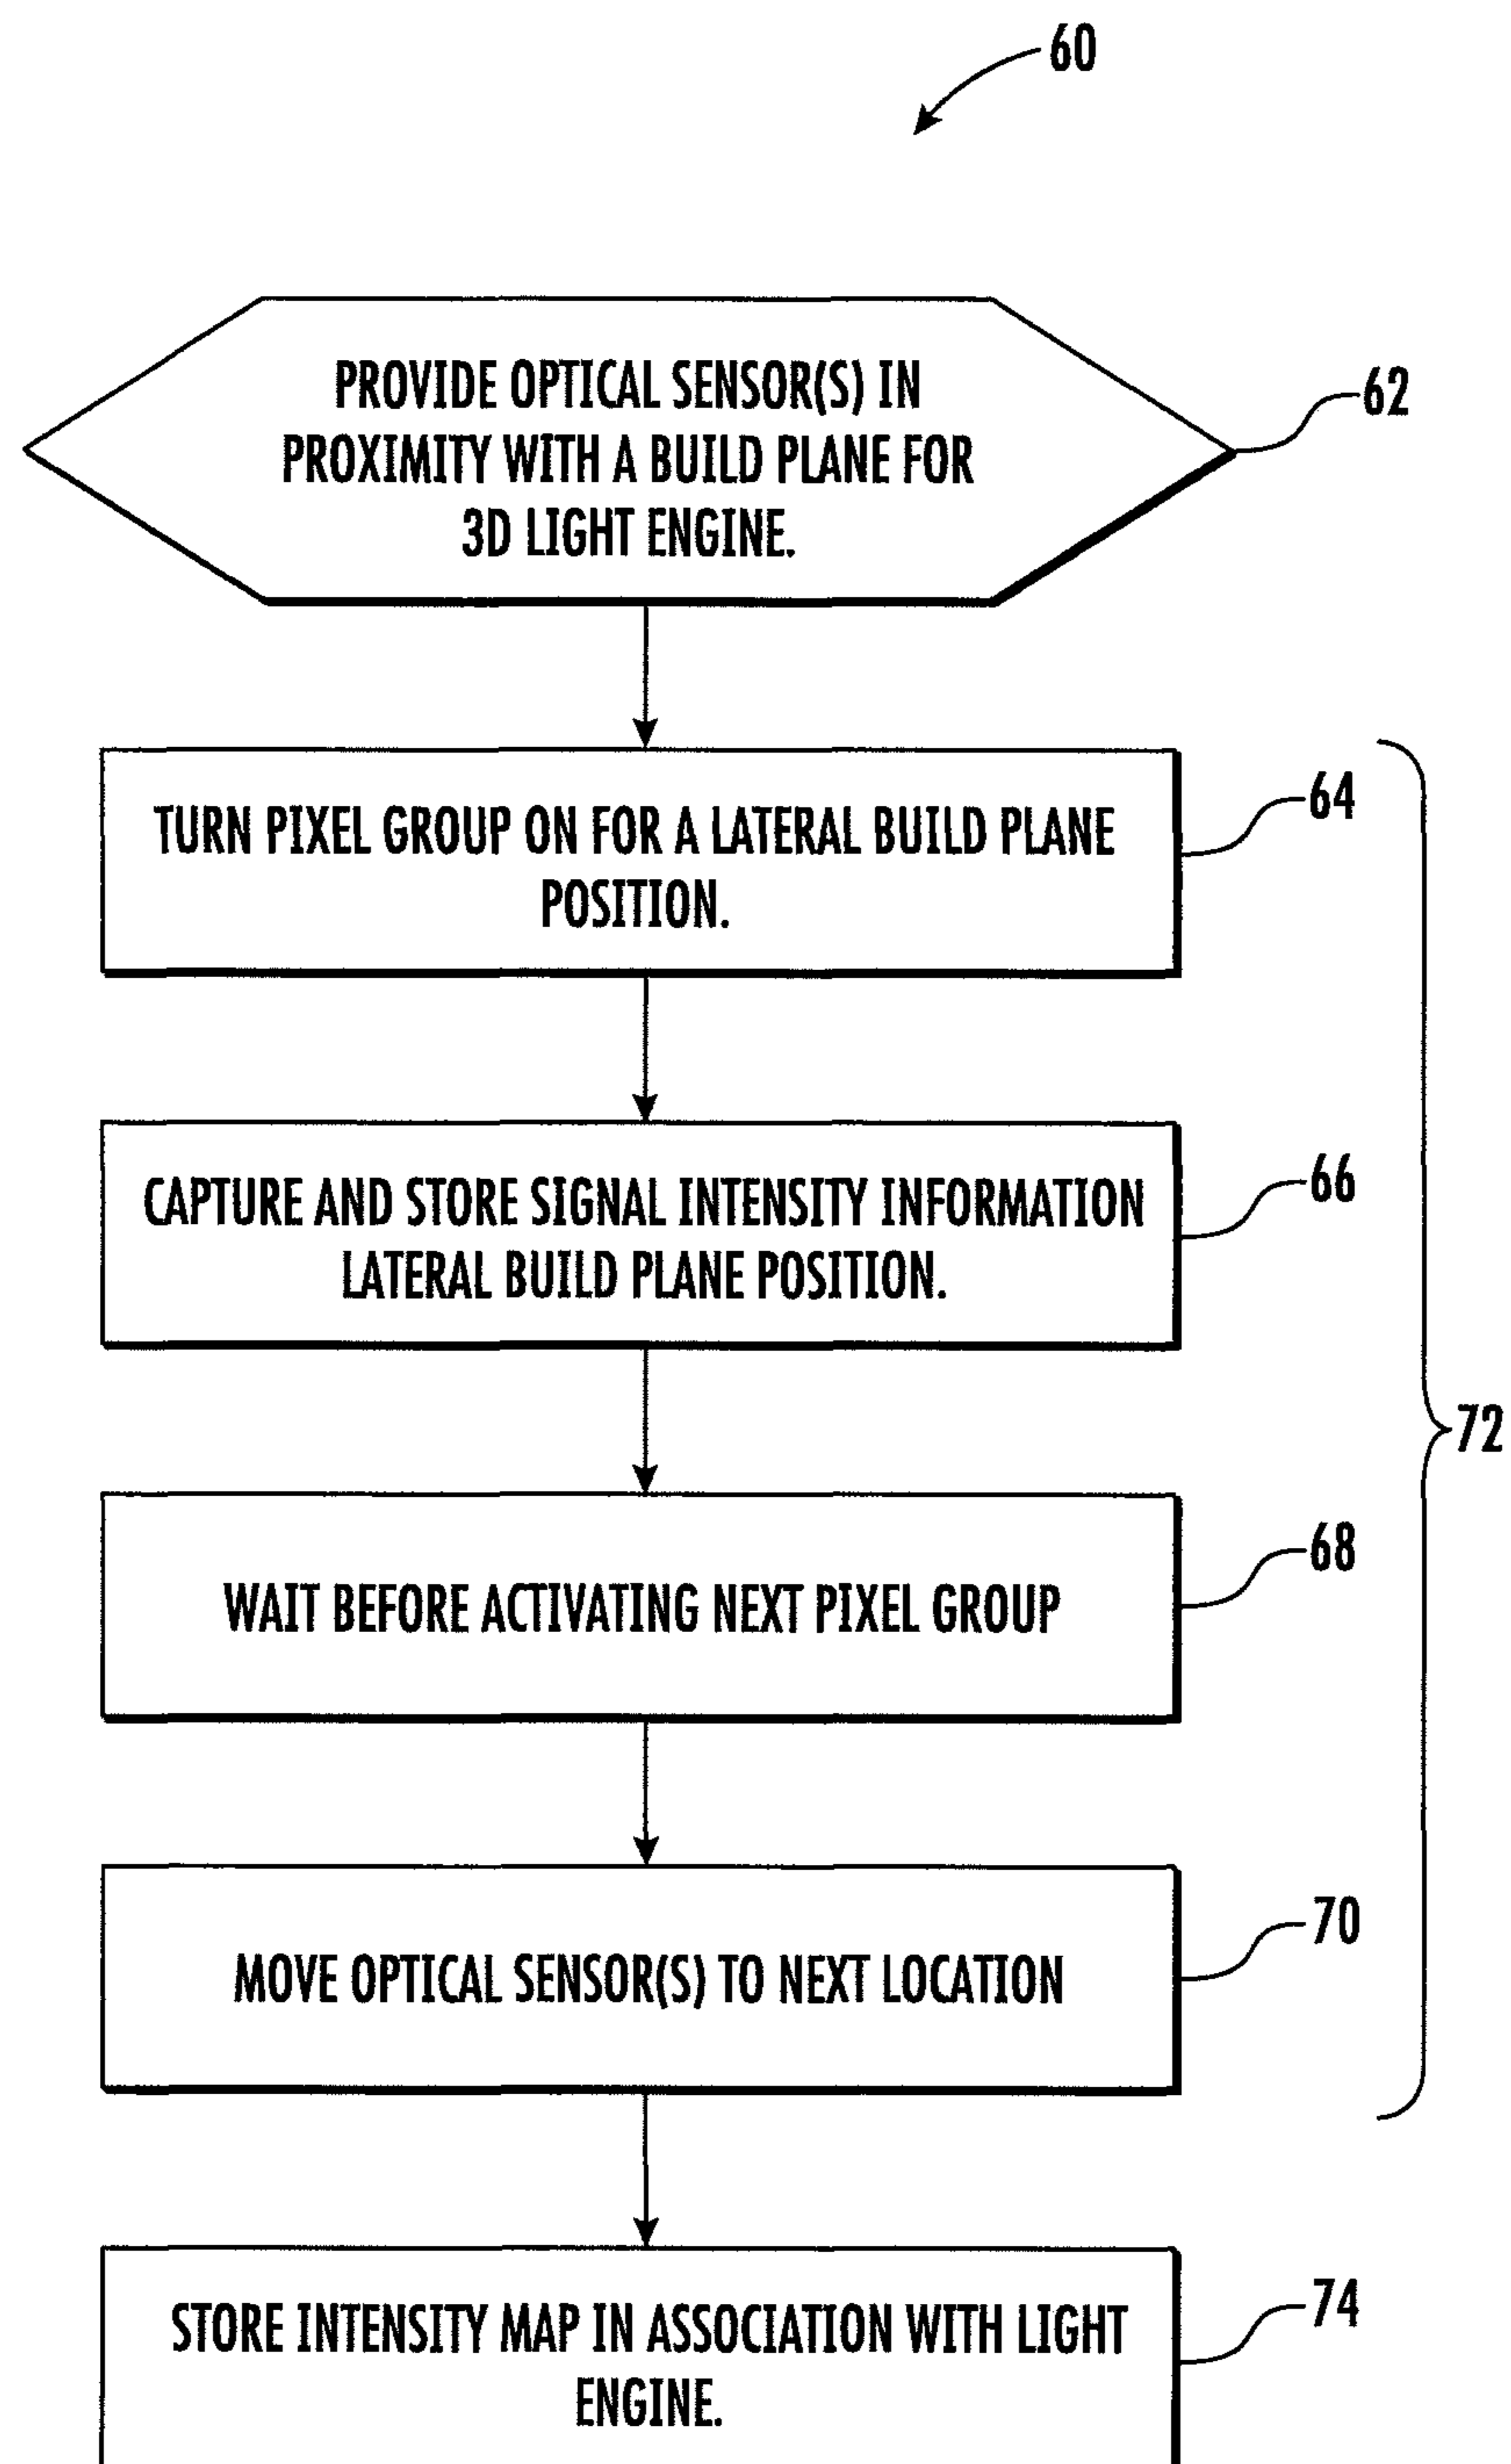 60
PROVIDE OPTICAL SENSOR(S) IN
PROXIMITY WITH A BUILD PLANE FOR
3D LIGHT ENGINE.
62
TURN PIXEL GROUP ON FOR A LATERAL BUILD PLANE
POSITION.
64
CAPTURE AND STORE SIGNAL INTENSITY INFORMATION
LATERAL BUILD PLANE POSITION.
66
72
WAIT BEFORE ACTIVATING NEXT PIXEL GROUP
68
MOVE OPTICAL SENSOR(S) TO NEXT LOCATION
70
STORE INTENSITY MAP IN ASSOCIATION WITH LIGHT
ENGINE.
74